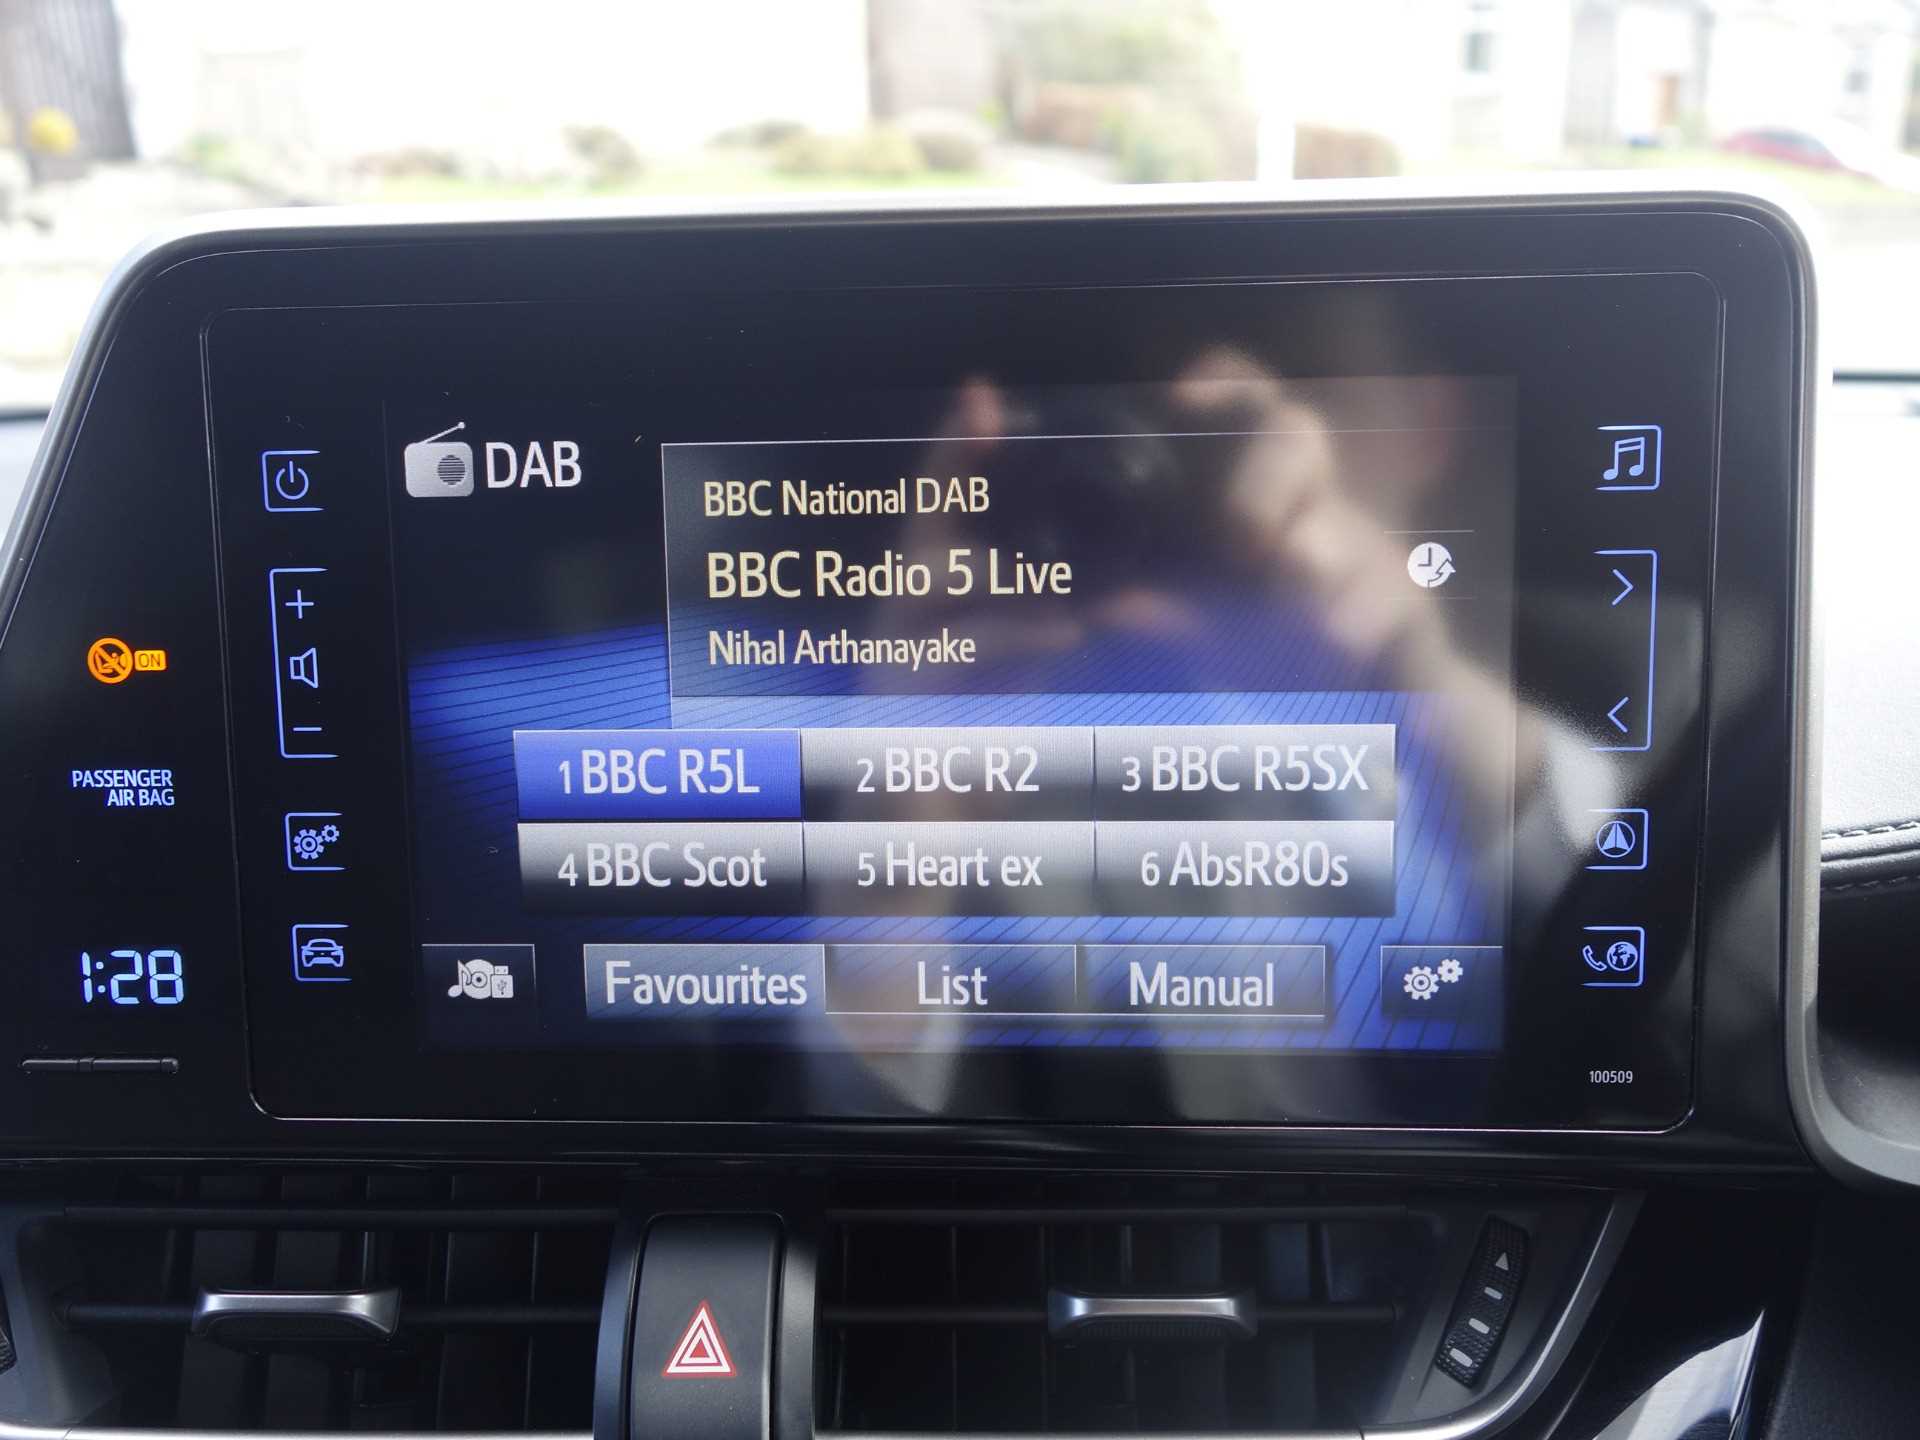 DAB
BBC National DAB
BBC Radio 5 Live
Nihal Arthanayake
ON
PASSENGER
AIR BAG
1 BBC R5L
2 BBC R2
3 BBC R5SX
4 BBC Scot
5 Heart ex
6 AbsR80s
1:28
Favourites
List
Manual
100509